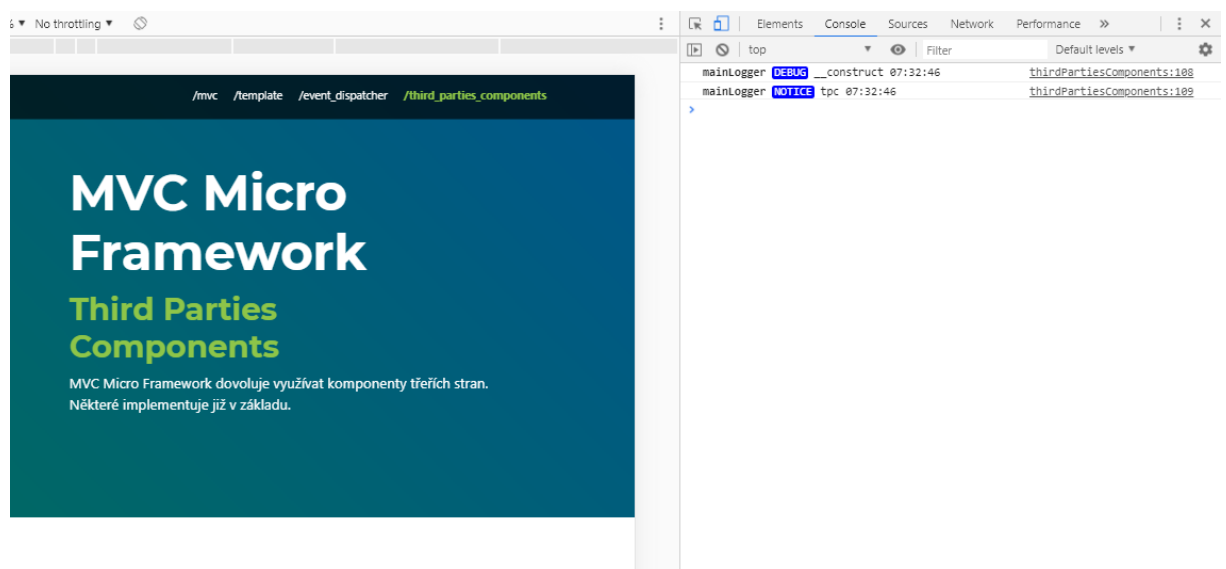 No throttling ▼
Elements Console Sources Network Performance »
top ▼ Filter Default levels ▼
mainLogger DEBUG __construct 07:32:46 thirdPartiesComponents:108
mainLogger NOTICE tpc 07:32:46 thirdPartiesComponents:109
>
/mvc /template /event_dispatcher /third_parties_components
MVC Micro
Framework
Third Parties
Components
MVC Micro Framework dovoluje využívat komponenty třeřích stran.
Některé implementuje již v základu.